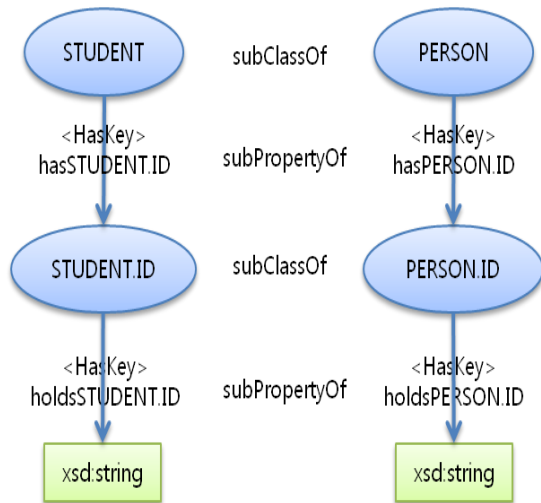 STUDENT subClassOf PERSON
<HasKey> <HasKey>
hasSTUDENT.ID subPropertyOf hasPERSON.ID
STUDENT.ID subClassOf PERSON.ID
<HasKey> <HasKey>
holdsSTUDENT.ID subPropertyOf holdsPERSON.ID
xsd:string xsd:string